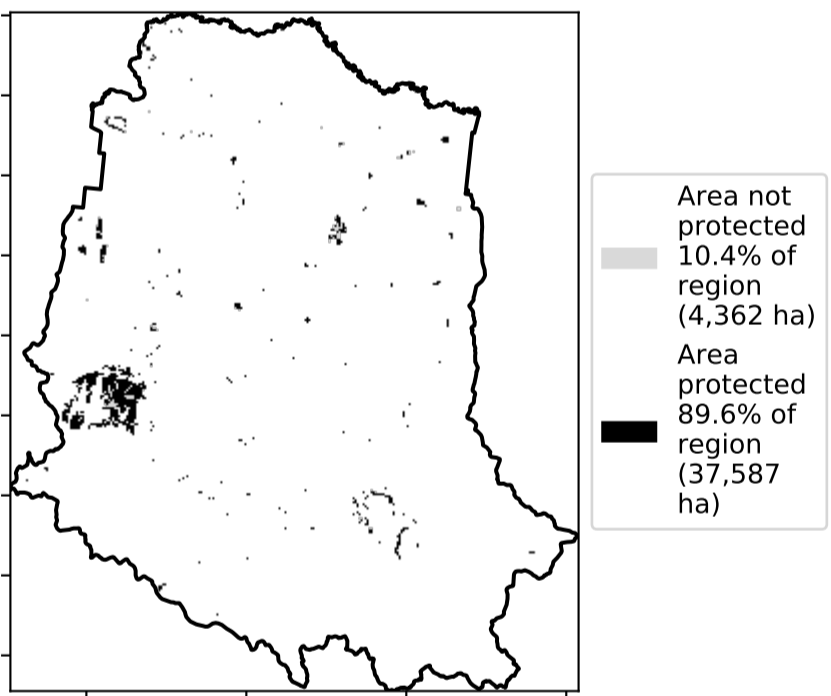 Area not
protected
10.4% of
region
(4,362 ha)
Area
protected
89.6% of
region
(37,587
ha)